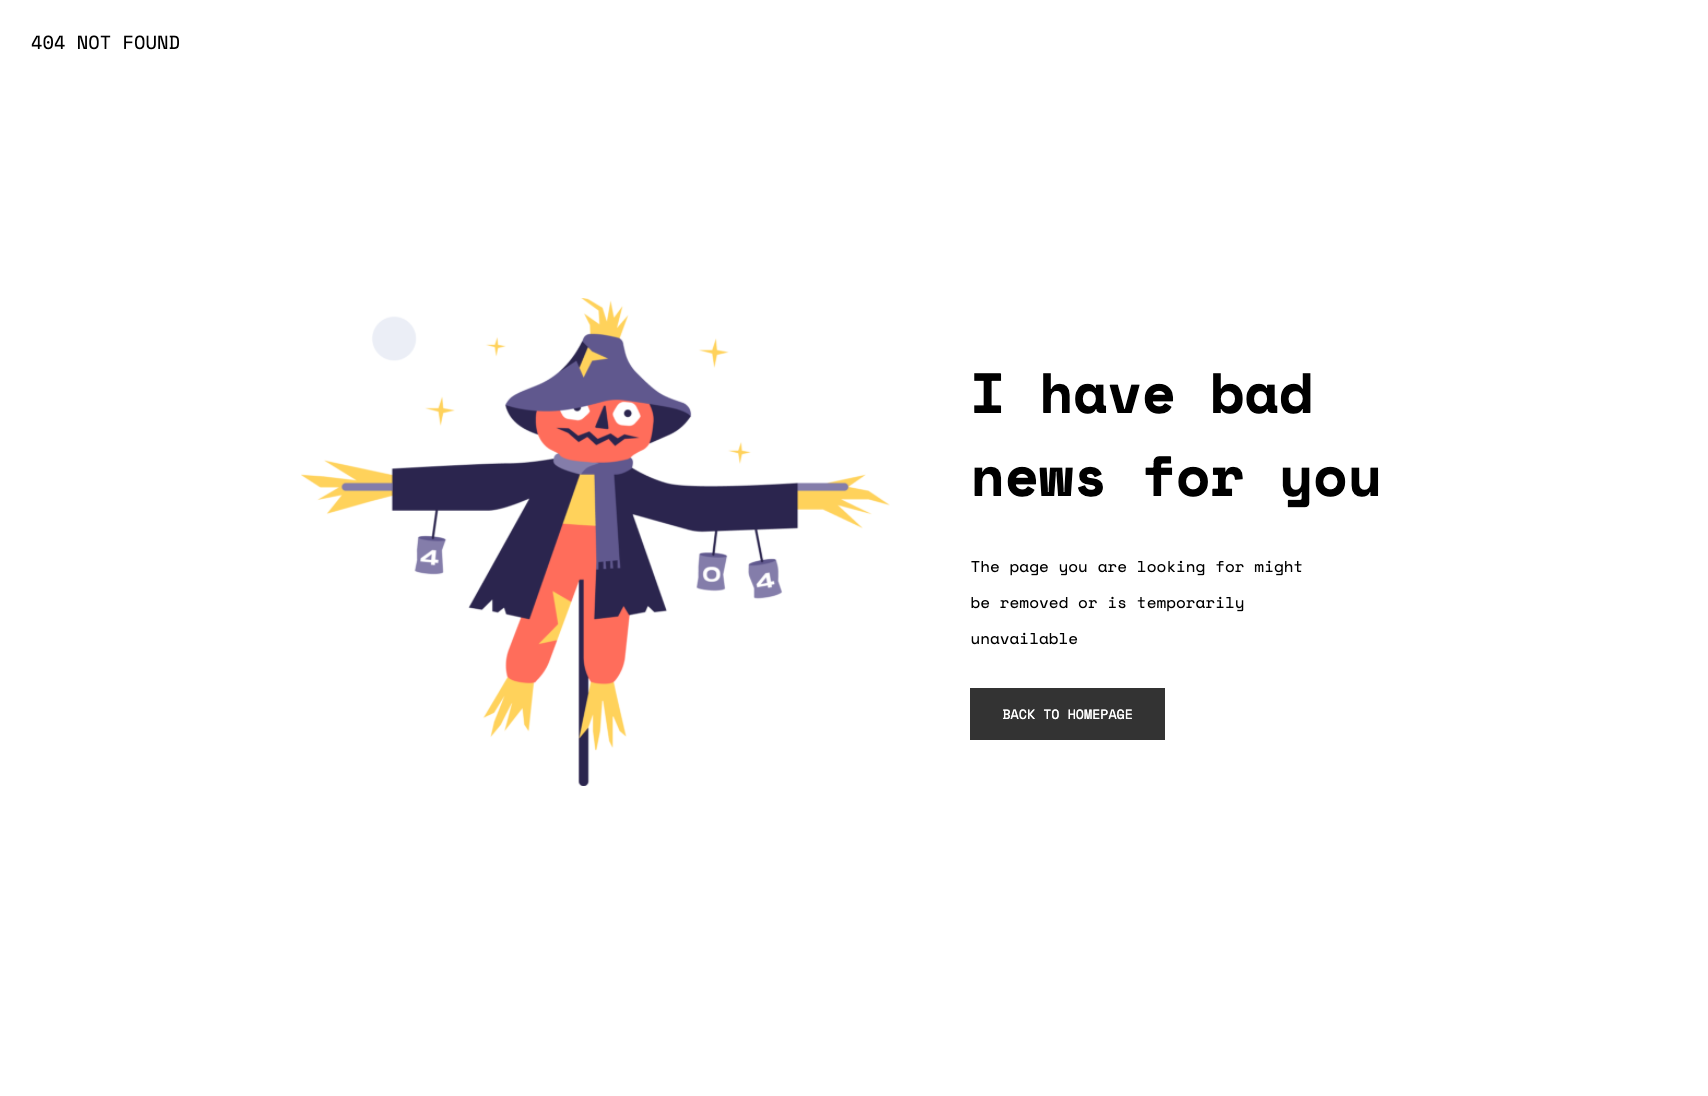 404 NOT FOUND
I have bad
news for you
4
0
4
The page you are looking for might
be removed or is temporarily
unavailable
BACK TO HOMEPAGE